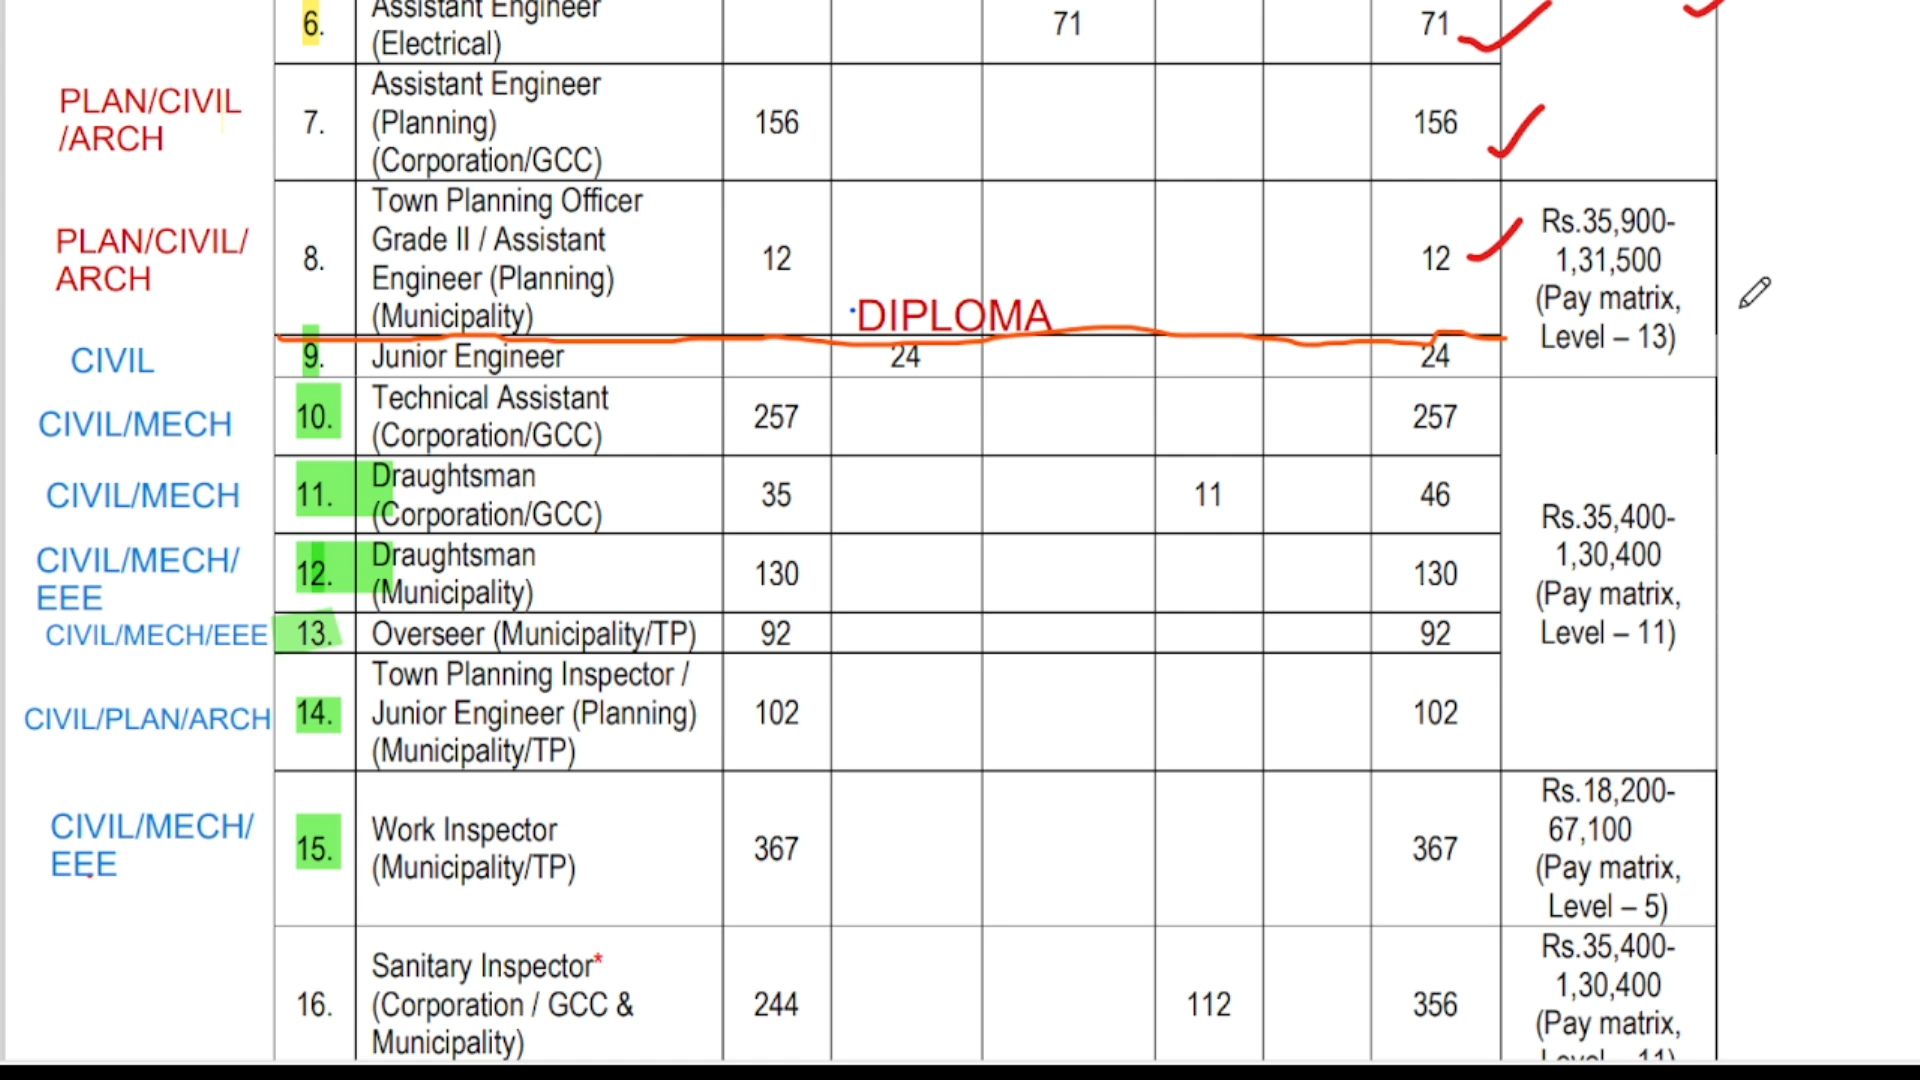 6.
Assistant Engineer
(Electrical)
71
71
PLAN/CIVIL
/ARCH
7.
Assistant Engineer
(Planning)
(Corporation/GCC)
156
156
PLAN/CIVIL/
ARCH
8.
Town Planning Officer
Grade II / Assistant
Engineer (Planning)
(Municipality)
12
12
Rs.35,900-
1,31,500
(Pay matrix,
Level – 13)
DIPLOMA
CIVIL
9.
Junior Engineer
24
24
CIVIL/MECH
10.
Technical Assistant
(Corporation/GCC)
257
257
CIVIL/MECH
11.
Draughtsman
(Corporation/GCC)
35
11
46
Rs.35,400-
1,30,400
(Pay matrix,
Level – 11)
CIVIL/MECH/
EEE
12.
Draughtsman
(Municipality)
130
130
CIVIL/MECH/EEE
13.
Overseer (Municipality/TP)
92
92
CIVIL/PLAN/ARCH
14.
Town Planning Inspector /
Junior Engineer (Planning)
(Municipality/TP)
102
102
CIVIL/MECH/
EEE
15.
Work Inspector
(Municipality/TP)
367
367
Rs.18,200-
67,100
(Pay matrix,
Level – 5)
16.
Sanitary Inspector*
(Corporation / GCC &
Municipality)
244
112
356
Rs.35,400-
1,30,400
(Pay matrix,
Level – 11)